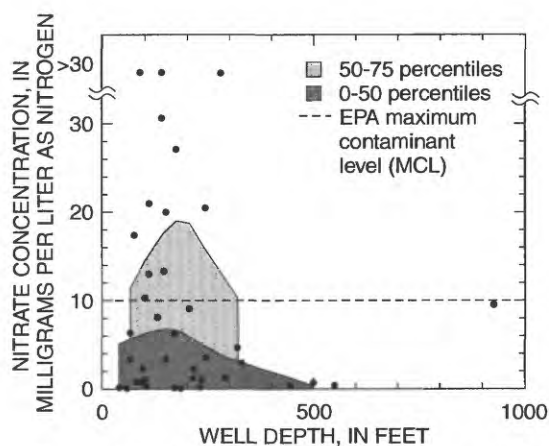 NITRATE CONCENTRATION, IN
MILLIGRAMS PER LITER AS NITROGEN
>30
30
20
10
0
50-75 percentiles
0-50 percentiles
EPA maximum
contaminant
level (MCL)
0
500
1000
WELL DEPTH, IN FEET